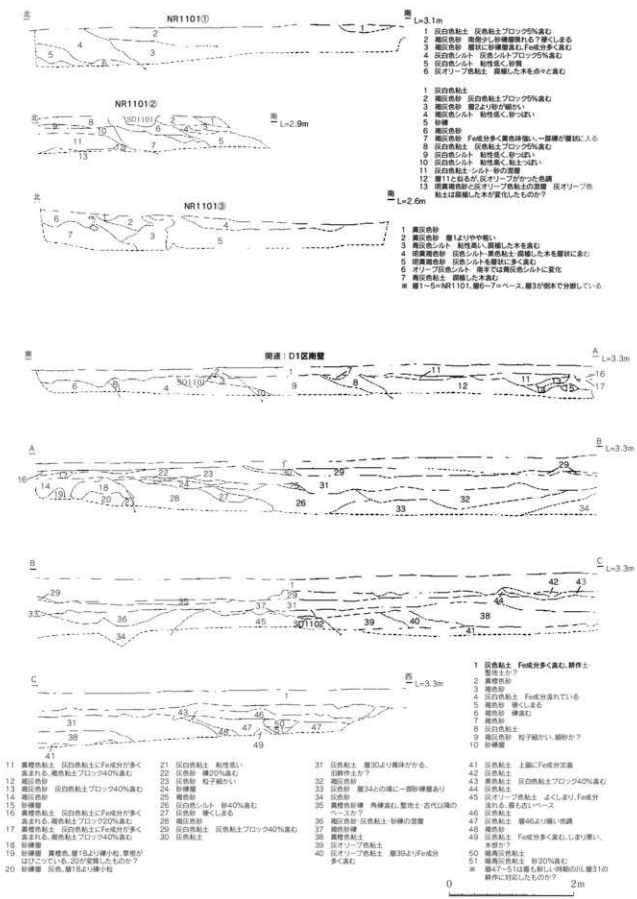 北
NR1101①
南
L=3.1m
1 灰白色粘土 灰色粘土ブロック5%含む
2 褐灰色砂 南側少し砂礫層割れる？硬くしまる
3 褐灰色砂 層状に砂礫層含む、Fe成分多く含む
4 灰白色シルト 灰色シルトブロック5%含む
5 灰白色シルト 粘性低く、砂質
6 灰オリーブ色粘土 腐植した木を点々と含む
北
NR1101②
SD1101
南
L=2.9m
1 灰白色粘土
2 褐灰色砂 灰白色粘土ブロック5%含む
3 褐灰色砂 層2より砂が細かい
4 褐灰色シルト 粘性低く、砂っぽい
5 砂礫
6 褐灰色砂
7 褐灰色砂 Fe成分多く黄色味強い、一部礫が層状に入る
8 灰白色粘土 灰色粘土ブロック5%含む
9 灰白色シルト 粘性低く、砂っぽい
10 灰白色シルト 粘性高く、粘土っぽい
11 灰白色粘土・シルト・砂の混層
12 層11と似るが、灰オリーブがかった色調
13 明黄褐色砂と灰オリーブ色粘土の混層 灰オリーブ色
粘土は腐植した木が変化したものか？
北
NR1101③
南
L=2.6m
1 黄灰色砂
2 黄灰色砂 層1よりやや粗い
3 青灰色シルト 粘性高い、腐植した木を含む
4 明黄褐色砂 灰色シルト・黒色粘土・腐植した木を層状に含む
5 明黄褐色砂 灰色シルトを層状に多く含む
6 オリーブ灰色シルト 南半では青灰色シルトに変化
7 青灰色粘土 腐植した木含む
※ 層1～5=NR1101、層6～7=ベース、層3が倒木で分断している
東
関連：D1区南壁
A
L=3.3m
SD1101
A
B
L=3.3m
B
C
L=3.3m
SD1102
C
西
L=3.3m
1 灰色粘土 Fe成分多く含む、耕作土・
整地土か？
2 黄橙色砂
3 褐色砂
4 灰白色粘土 Fe成分流れている
5 褐色砂 硬くしまる
6 褐色砂 礫含む
7 褐色砂
8 灰白色粘土
9 褐灰色砂 粒子細かい、細砂か？
10 砂礫層
11 黄橙色粘土 灰白色粘土にFe成分が多く
含まれる、褐色粘土ブロック40%含む
12 褐灰色砂
13 褐灰色砂 灰白色粘土ブロック40%含む
14 褐灰色砂
15 砂礫層
16 黄橙色粘土 灰白色粘土にFe成分が多く
含まれる、褐色粘土ブロック20%含む
17 黄橙色粘土 灰白色粘土にFe成分が多く
含まれる、褐色粘土ブロック40%含む
18 砂礫層
19 砂礫層 黄橙色、層18より礫小粒、草根が
はびこっている、20が変質したものか？
20 砂礫層 灰色、層18より礫小粒
21 灰白色粘土 粘性低い
22 灰色砂 礫20%含む
23 灰色砂 粒子細かい
24 砂礫層
25 褐色砂
26 灰白色シルト 砂40%含む
27 灰色砂 硬くしまる
28 褐灰色砂
29 灰白色粘土 灰色粘土ブロック40%含む
30 灰色粘土
31 灰色粘土 層30より青味がかる、
旧耕作土か？
32 褐灰色砂
33 灰色砂 層34との境に一部砂礫層あり
34 灰色砂
35 黄橙色砂礫 角礫含む、整地土・古代以降の
ベースか？
36 褐灰色砂・灰色粘土・砂礫の混層
37 褐色砂礫
38 黄橙色粘土
39 灰オリーブ色粘土
40 灰オリーブ色粘土 層39よりFe成分
多く含む
41 灰色粘土 上面にFe成分沈着
42 灰色粘土
43 黒色粘土 灰白色粘土ブロック40%含む
44 灰色粘土
45 灰オリーブ色粘土 よくしまり、Fe成分
流れる、最も古いベース
46 灰色粘土
47 灰色粘土 層46より暗い色調
48 褐色砂
49 灰色粘土 Fe成分多く含む、しまり悪い、
木根か？
50 暗青灰色粘土
51 暗青灰色粘土 砂30%含む
※ 層47～51は最も新しい時期の川、層31の
耕作に対応したものか？
0
2m